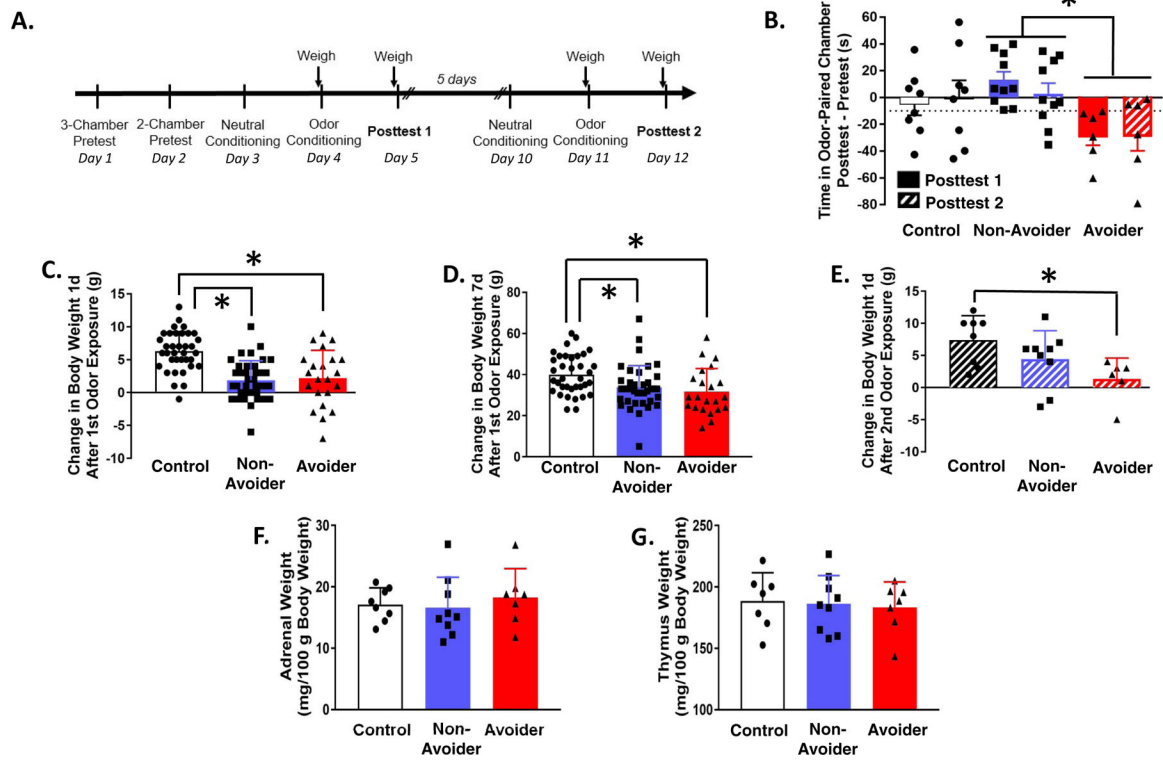 A.
Weigh
Weigh
5 days
Weigh
Weigh
3-Chamber
Pretest
Day 1
2-Chamber
Pretest
Day 2
Neutral
Conditioning
Day 3
Odor
Conditioning
Day 4
Posttest 1
Day 5
Neutral
Conditioning
Day 10
Odor
Conditioning
Day 11
Posttest 2
Day 12
B.
*
Time in Odor-Paired Chamber
Posttest - Pretest (s)
60
40
20
0
-20
-40
-60
-80
Posttest 1
Posttest 2
Control
Non-Avoider
Avoider
C.
*
*
Change in Body Weight 1d
After 1st Odor Exposure (g)
15
10
5
0
-5
-10
Control
Non-
Avoider
Avoider
D.
*
*
Change in Body Weight 7d
After 1st Odor Exposure (g)
80
60
40
20
0
Control
Non-
Avoider
Avoider
E.
*
Change in Body Weight 1d
After 2nd Odor Exposure (g)
15
10
5
0
-5
-10
Control
Non-
Avoider
Avoider
F.
Adrenal Weight
(mg/100 g Body Weight)
30
20
10
0
Control
Non-
Avoider
Avoider
G.
Thymus Weight
(mg/100 g Body Weight)
250
200
150
100
Control
Non-
Avoider
Avoider